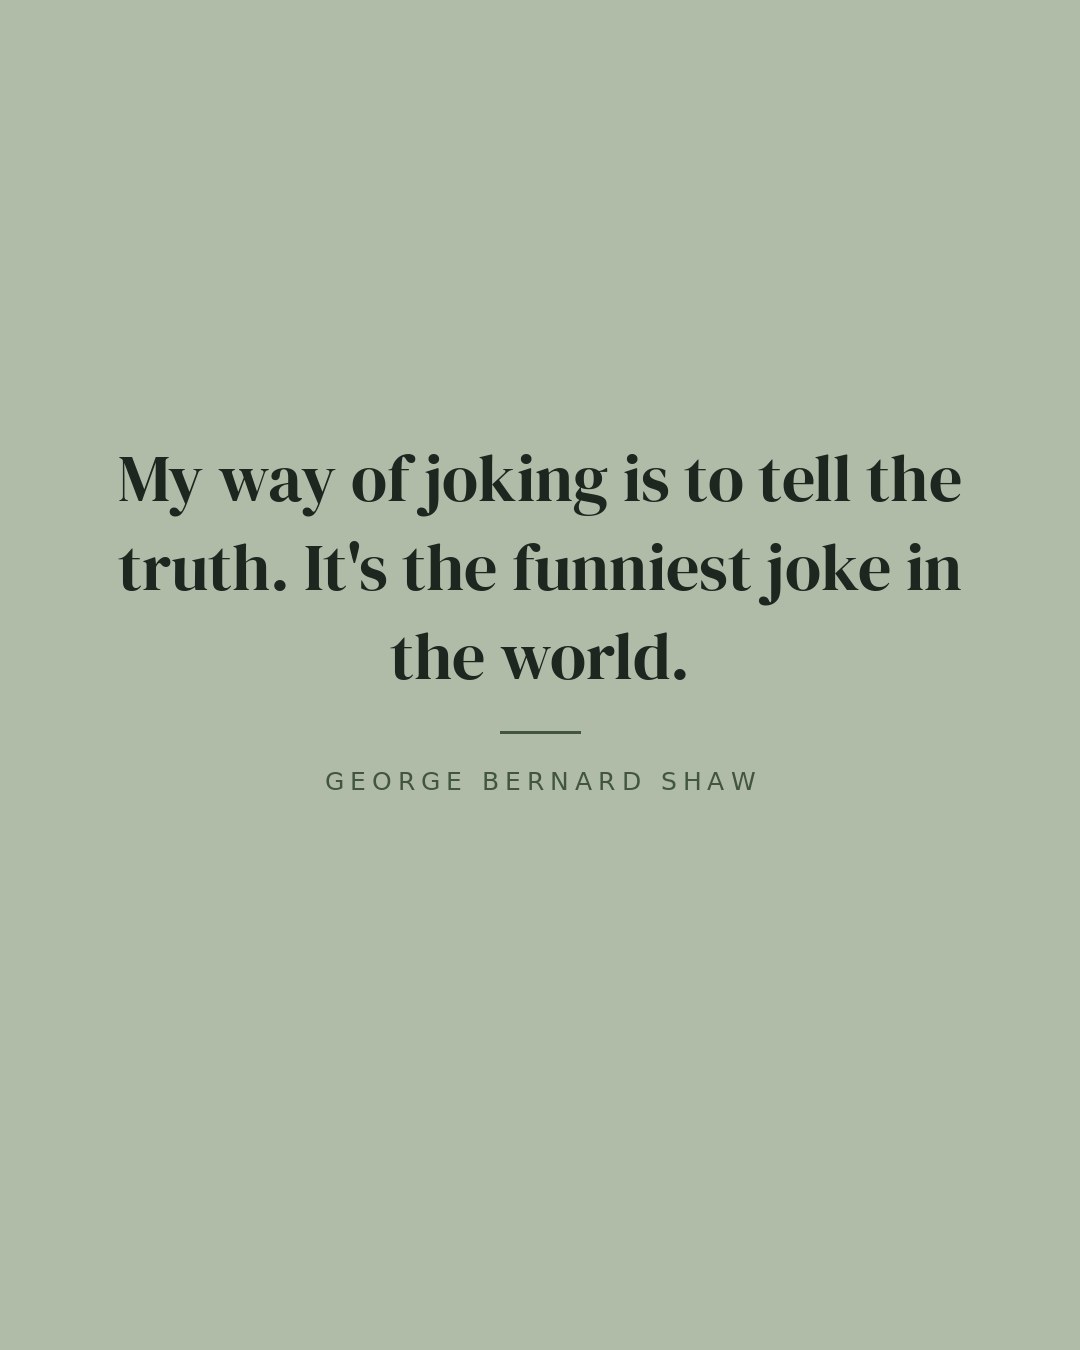 My way of joking is to tell the
truth. It's the funniest joke in
the world.
GEORGE BERNARD SHAW